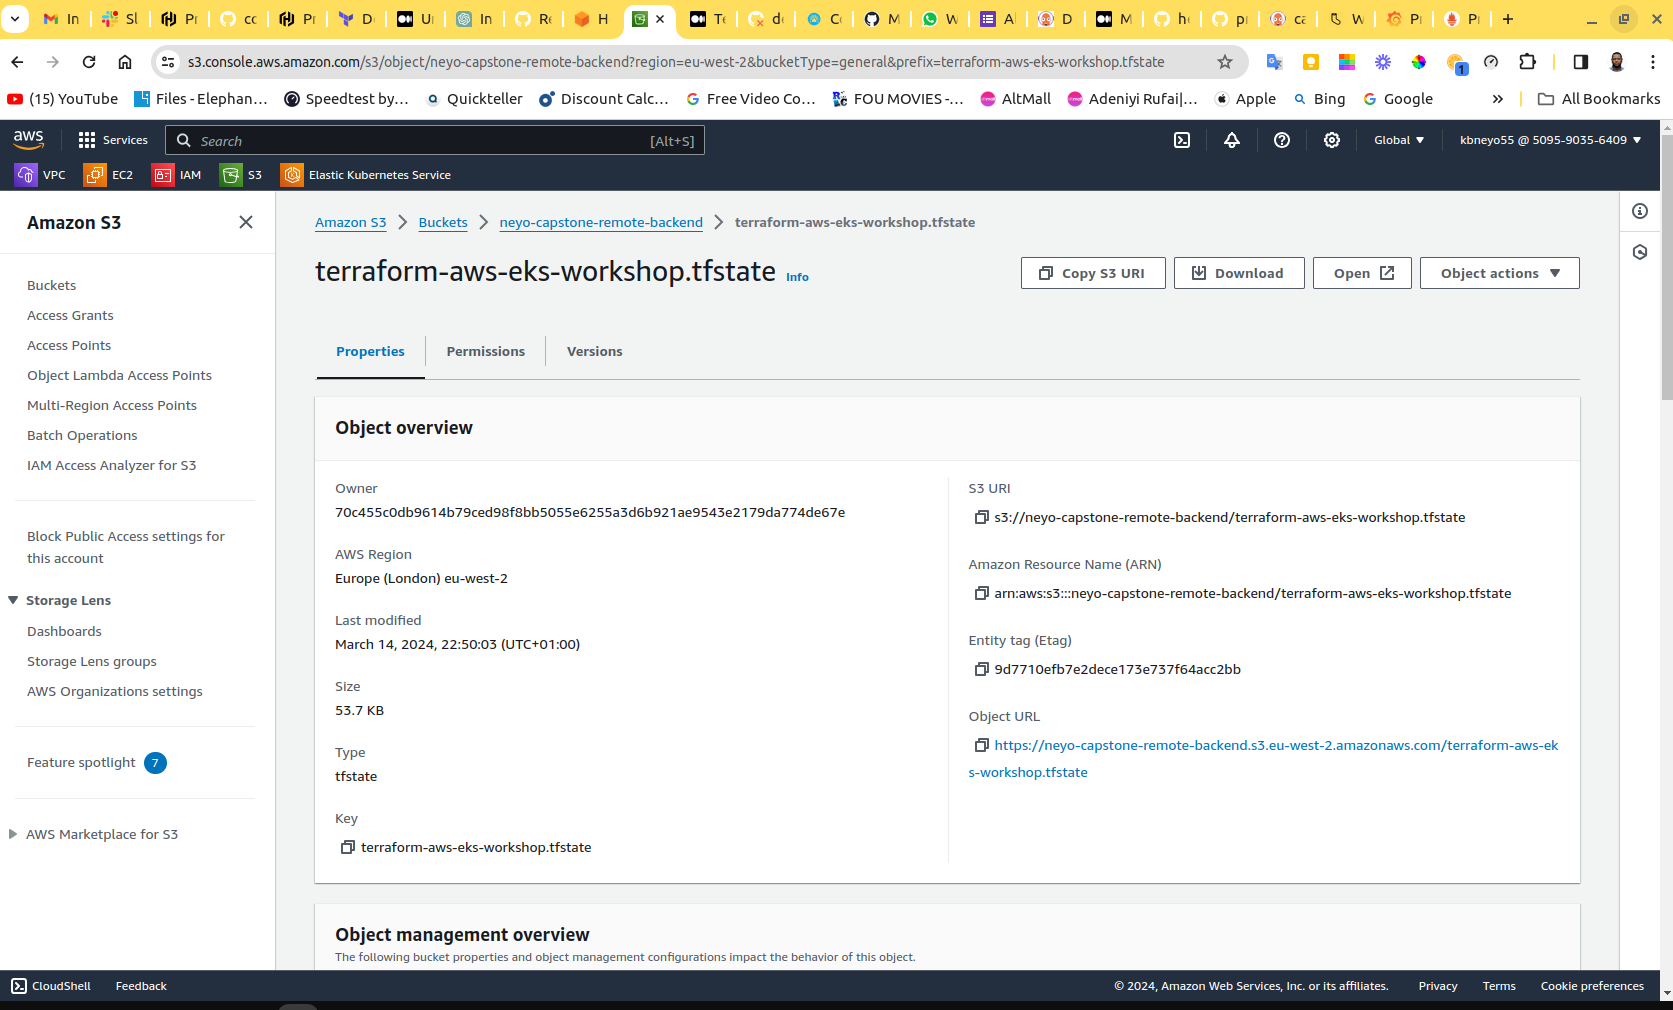 In
Sl
Pr
cc
Pr
D
Ur
In
Re
H
Te
d
C
M
W
Al
D
M
h
p
ca
W
Pr
Pr
s3.console.aws.amazon.com/s3/object/neyo-capstone-remote-backend?region=eu-west-2&bucketType=general&prefix=terraform-aws-eks-workshop.tfstate
1
(15) YouTube
Files - Elephan...
Speedtest by...
Quickteller
Discount Calc...
Free Video Co...
FOU MOVIES -...
AltMall
Adeniyi Rufai|...
Apple
Bing
Google
»
All Bookmarks
aws
Services
Search
[Alt+S]
Global
kbneyo55 @ 5095-9035-6409
VPC
EC2
IAM
S3
Elastic Kubernetes Service
Amazon S3
Buckets
Access Grants
Access Points
Object Lambda Access Points
Multi-Region Access Points
Batch Operations
IAM Access Analyzer for S3
Block Public Access settings for
this account
Storage Lens
Dashboards
Storage Lens groups
AWS Organizations settings
Feature spotlight 7
AWS Marketplace for S3
Amazon S3 > Buckets > neyo-capstone-remote-backend > terraform-aws-eks-workshop.tfstate
terraform-aws-eks-workshop.tfstate Info
Copy S3 URI
Download
Open
Object actions
Properties
Permissions
Versions
Object overview
Owner
70c455c0db9614b79ced98f8bb5055e6255a3d6b921ae9543e2179da774de67e
AWS Region
Europe (London) eu-west-2
Last modified
March 14, 2024, 22:50:03 (UTC+01:00)
Size
53.7 KB
Type
tfstate
Key
terraform-aws-eks-workshop.tfstate
S3 URI
s3://neyo-capstone-remote-backend/terraform-aws-eks-workshop.tfstate
Amazon Resource Name (ARN)
arn:aws:s3:::neyo-capstone-remote-backend/terraform-aws-eks-workshop.tfstate
Entity tag (Etag)
9d7710efb7e2dece173e737f64acc2bb
Object URL
https://neyo-capstone-remote-backend.s3.eu-west-2.amazonaws.com/terraform-aws-ek
s-workshop.tfstate
Object management overview
The following bucket properties and object management configurations impact the behavior of this object.
CloudShell
Feedback
© 2024, Amazon Web Services, Inc. or its affiliates.
Privacy
Terms
Cookie preferences